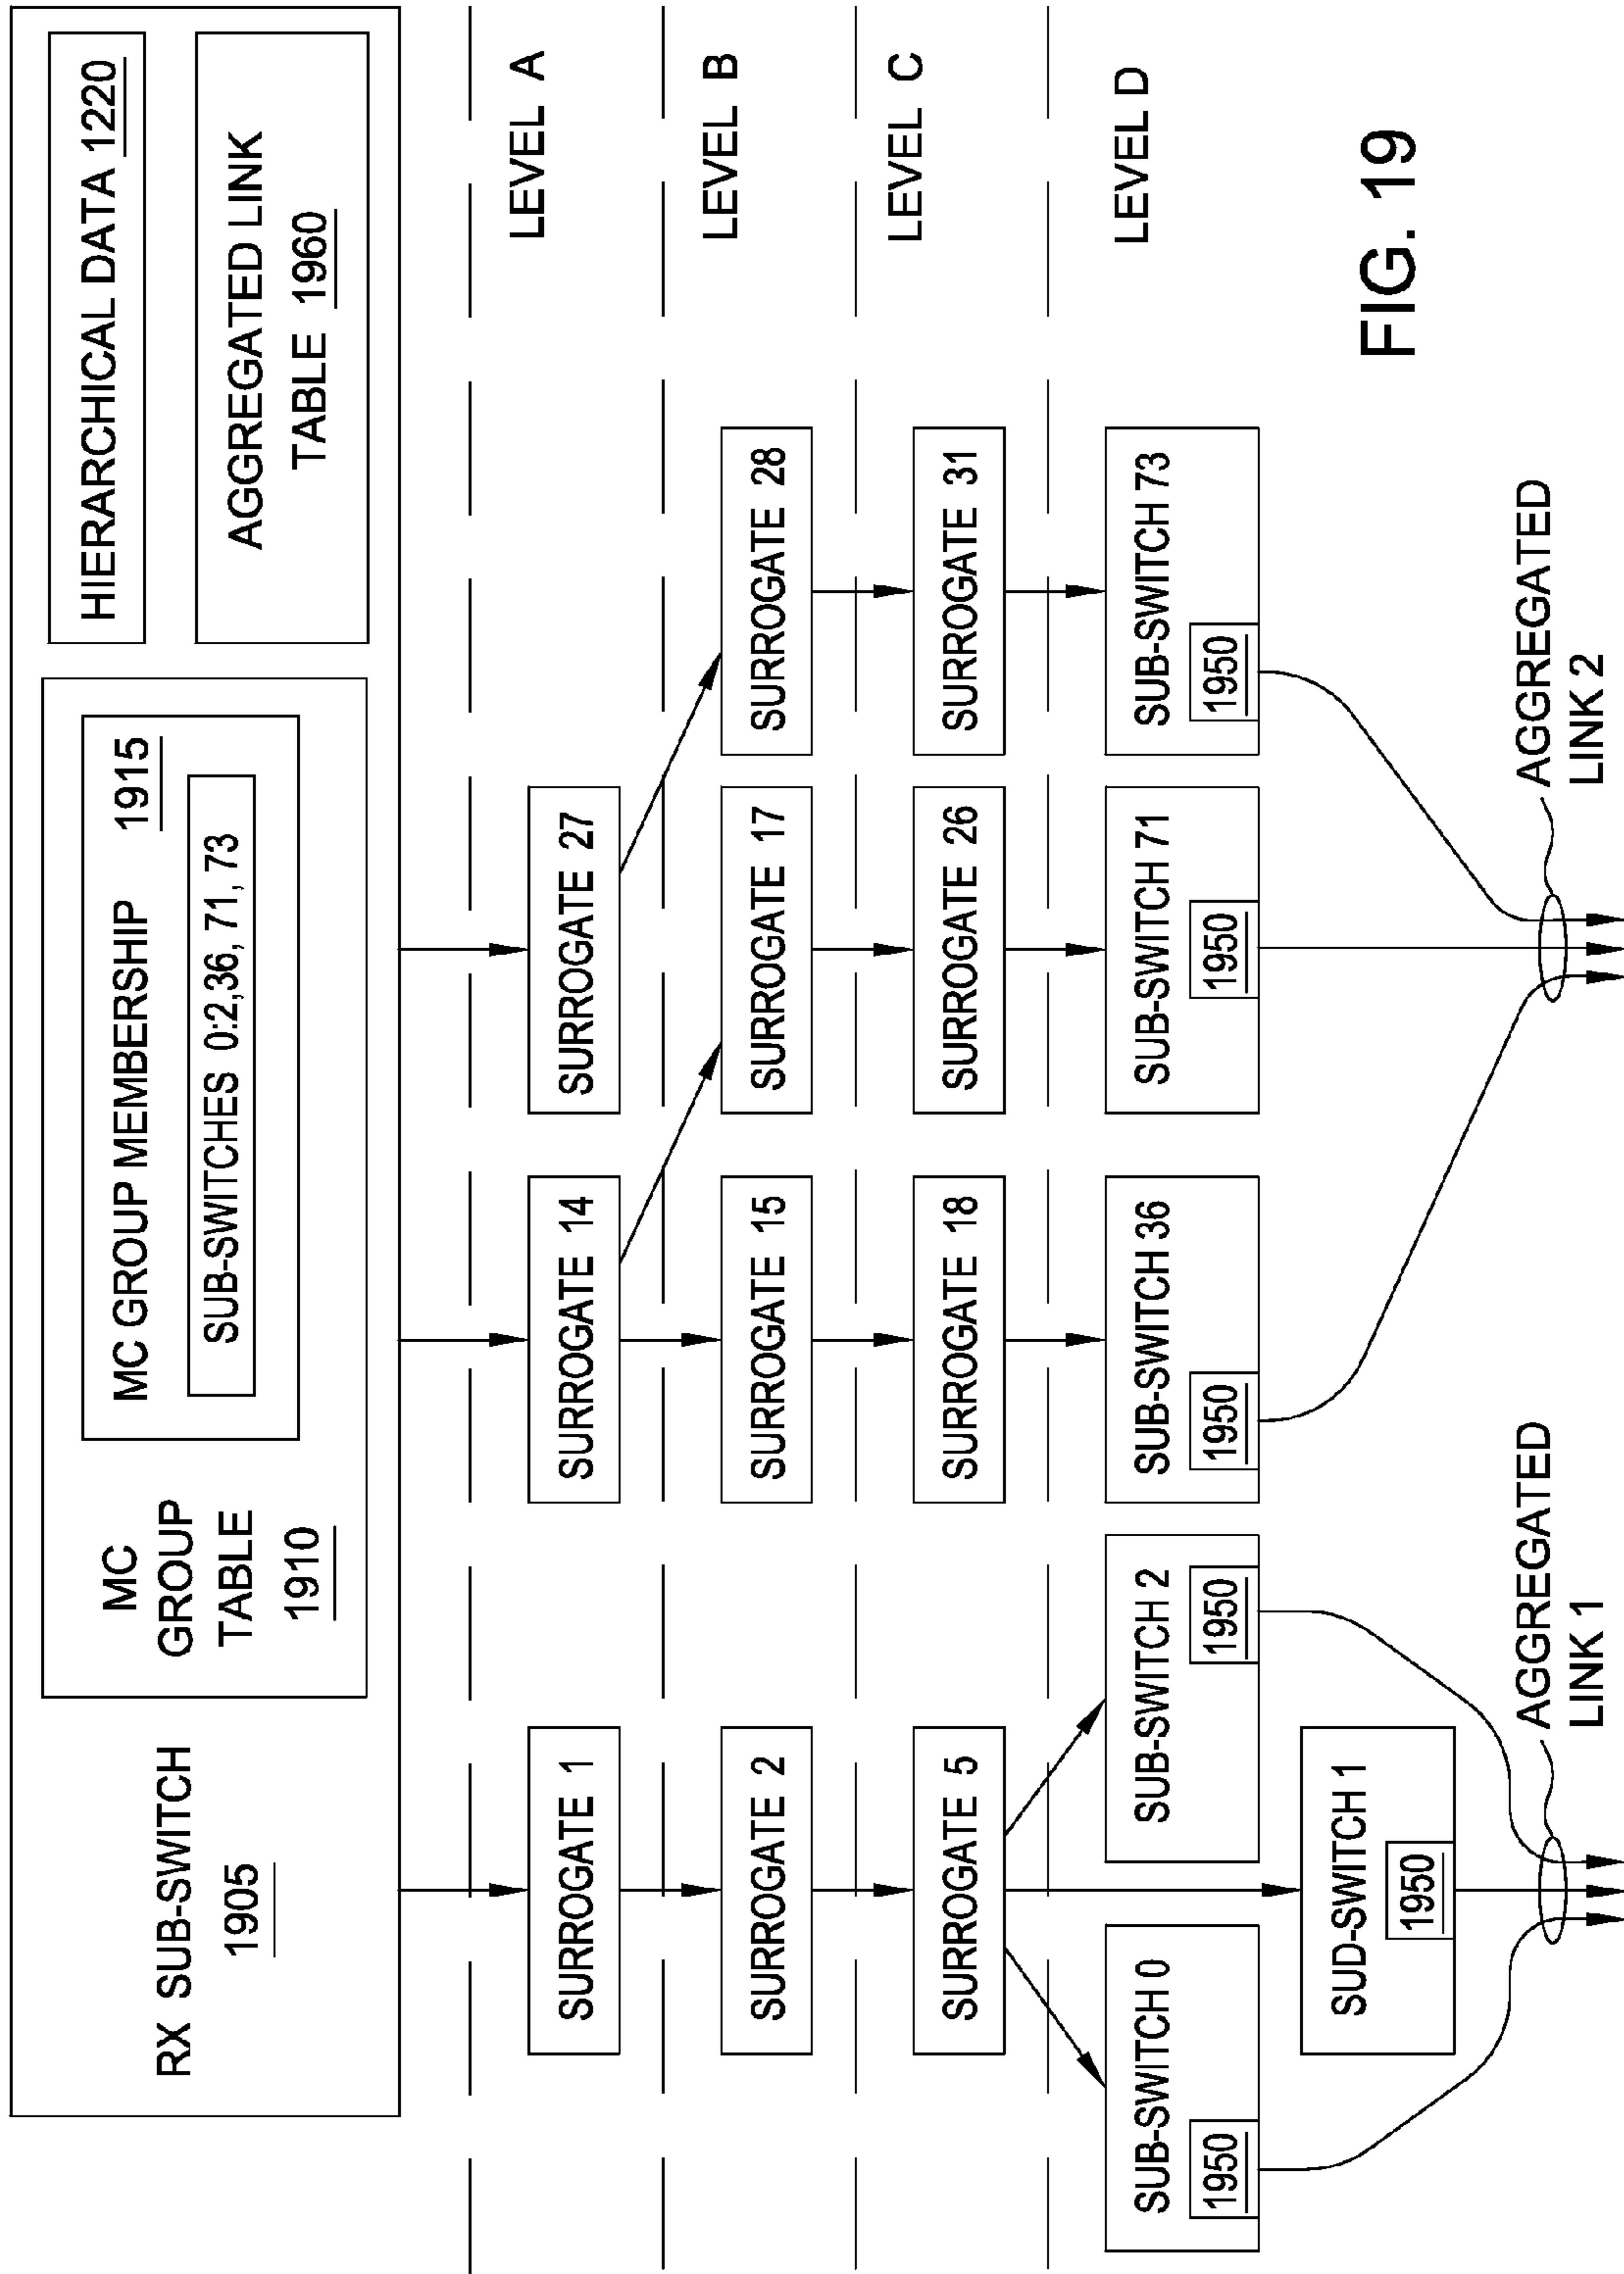 RX SUB-SWITCH
1905
MC
GROUP
TABLE
1910
MC GROUP MEMBERSHIP 1915
SUB-SWITCHES 0:2,36, 71, 73
HIERARCHICAL DATA 1220
AGGREGATED LINK
TABLE 1960
LEVEL A
SURROGATE 1
SURROGATE 14
SURROGATE 27
LEVEL B
SURROGATE 2
SURROGATE 15
SURROGATE 17
SURROGATE 28
LEVEL C
SURROGATE 5
SURROGATE 18
SURROGATE 26
SURROGATE 31
LEVEL D
SUB-SWITCH 0
1950
SUB-SWITCH 2
1950
SUB-SWITCH 36
1950
SUB-SWITCH 71
1950
SUB-SWITCH 73
1950
SUD-SWITCH 1
1950
AGGREGATED
LINK 1
AGGREGATED
LINK 2
FIG. 19